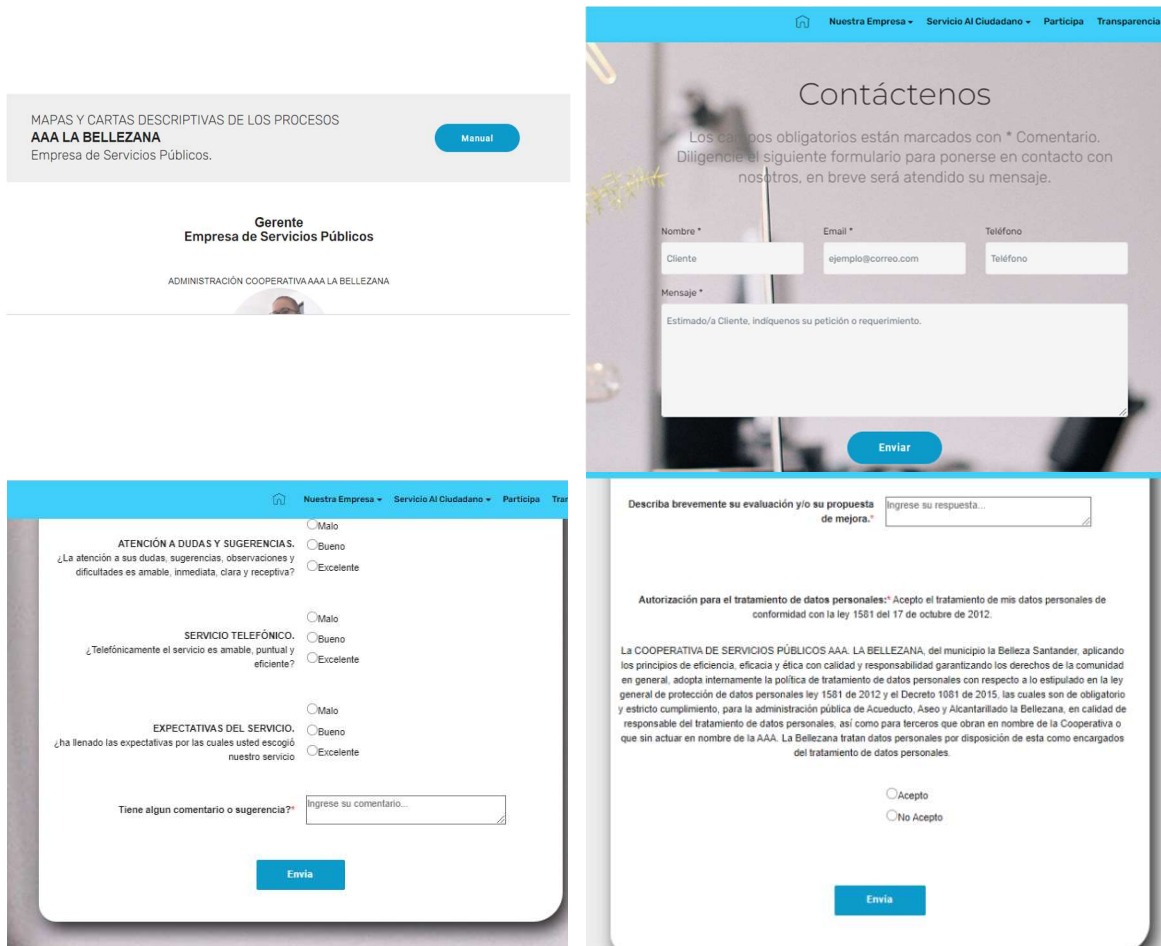 MAPAS Y CARTAS DESCRIPTIVAS DE LOS PROCESOS
AAA LA BELLEZANA
Empresa de Servicios Públicos.
Manual
Gerente
Empresa de Servicios Públicos
ADMINISTRACIÓN COOPERATIVA AAA LA BELLEZANA
Nuestra Empresa Servicio Al Ciudadano Participa Transparencia
Contáctenos
Los campos obligatorios están marcados con * Comentario.
Diligencie el siguiente formulario para ponerse en contacto con
nosotros, en breve será atendido su mensaje.
Nombre * Email * Teléfono
Cliente ejemplo@correo.com Teléfono
Mensaje *
Estimado/a Cliente, indíquenos su petición o requerimiento.
Enviar
Nuestra Empresa Servicio Al Ciudadano Participa Tran
Malo
ATENCIÓN A DUDAS Y SUGERENCIAS. Bueno
¿La atención a sus dudas, sugerencias, observaciones y
dificultades es amable, inmediata, clara y receptiva? Excelente
Malo
SERVICIO TELEFÓNICO. Bueno
¿Telefónicamente el servicio es amable, puntual y
eficiente? Excelente
Malo
EXPECTATIVAS DEL SERVICIO. Bueno
¿ha llenado las expectativas por las cuales usted escogió
nuestro servicio Excelente
Tiene algun comentario o sugerencia?* Ingrese su comentario...
Envia
Describa brevemente su evaluación y/o su propuesta
de mejora.* Ingrese su respuesta...
Autorización para el tratamiento de datos personales:* Acepto el tratamiento de mis datos personales de
conformidad con la ley 1581 del 17 de octubre de 2012.
La COOPERATIVA DE SERVICIOS PÚBLICOS AAA. LA BELLEZANA, del municipio la Belleza Santander, aplicando
los principios de eficiencia, eficacia y ética con calidad y responsabilidad garantizando los derechos de la comunidad
en general, adopta internamente la política de tratamiento de datos personales con respecto a lo estipulado en la ley
general de protección de datos personales ley 1581 de 2012 y el Decreto 1081 de 2015, las cuales son de obligatorio
y estricto cumplimiento, para la administración pública de Acueducto, Aseo y Alcantarillado la Bellezana, en calidad de
responsable del tratamiento de datos personales, así como para terceros que obran en nombre de la Cooperativa o
que sin actuar en nombre de la AAA. La Bellezana tratan datos personales por disposición de esta como encargados
del tratamiento de datos personales.
Acepto
No Acepto
Envia